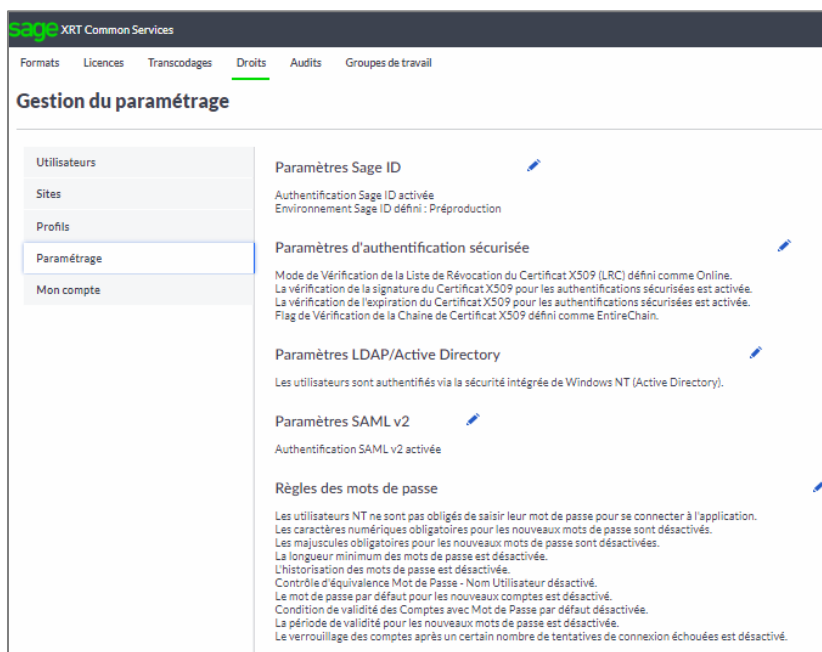 sage XRT Common Services
Formats Licences Transcodages Droits Audits Groupes de travail
Gestion du paramétrage
Utilisateurs
Sites
Profils
Paramétrage
Mon compte
Paramètres Sage ID
Authentification Sage ID activée
Environnement Sage ID défini : Préproduction
Paramètres d'authentification sécurisée
Mode de Vérification de la Liste de Révocation du Certificat X509 (LRC) défini comme Online.
La vérification de la signature du Certificat X509 pour les authentifications sécurisées est activée.
La vérification de l'expiration du Certificat X509 pour les authentifications sécurisées est activée.
Flag de Vérification de la Chaine de Certificat X509 défini comme EntireChain.
Paramètres LDAP/Active Directory
Les utilisateurs sont authentifiés via la sécurité intégrée de Windows NT (Active Directory).
Paramètres SAML v2
Authentification SAML v2 activée
Règles des mots de passe
Les utilisateurs NT ne sont pas obligés de saisir leur mot de passe pour se connecter à l'application.
Les caractères numériques obligatoires pour les nouveaux mots de passe sont désactivés.
Les majuscules obligatoires pour les nouveaux mots de passe sont désactivées.
La longueur minimum des mots de passe est désactivée.
L'historisation des mots de passe est désactivée.
Contrôle d'équivalence Mot de Passe - Nom Utilisateur désactivé.
Le mot de passe par défaut pour les nouveaux comptes est désactivé.
Condition de validité des Comptes avec Mot de Passe par défaut désactivée.
La période de validité pour les nouveaux mots de passe est désactivée.
Le verrouillage des comptes après un certain nombre de tentatives de connexion échouées est désactivé.